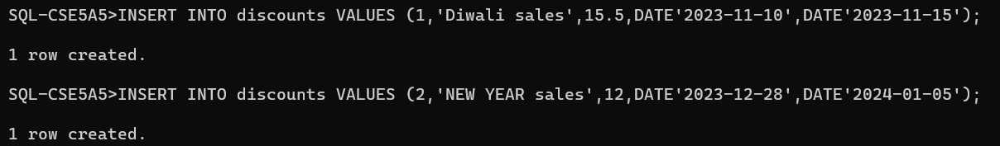 SQL-CSE5A5>INSERT INTO discounts VALUES (1,'Diwali sales',15.5,DATE'2023-11-10',DATE'2023-11-15');
1 row created.
SQL-CSE5A5>INSERT INTO discounts VALUES (2,'NEW YEAR sales',12,DATE'2023-12-28',DATE'2024-01-05');
1 row created.